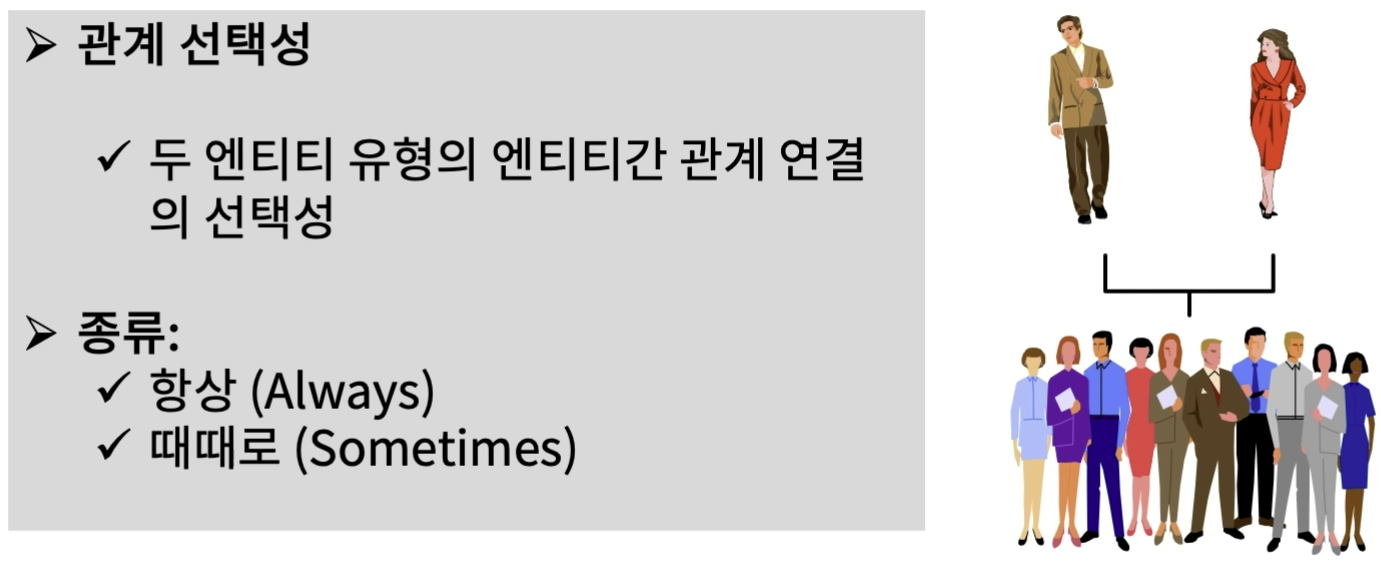 ➢ 관계 선택성
✓ 두 엔티티 유형의 엔티티간 관계 연결
의 선택성
➢ 종류:
✓ 항상 (Always)
✓ 때때로 (Sometimes)